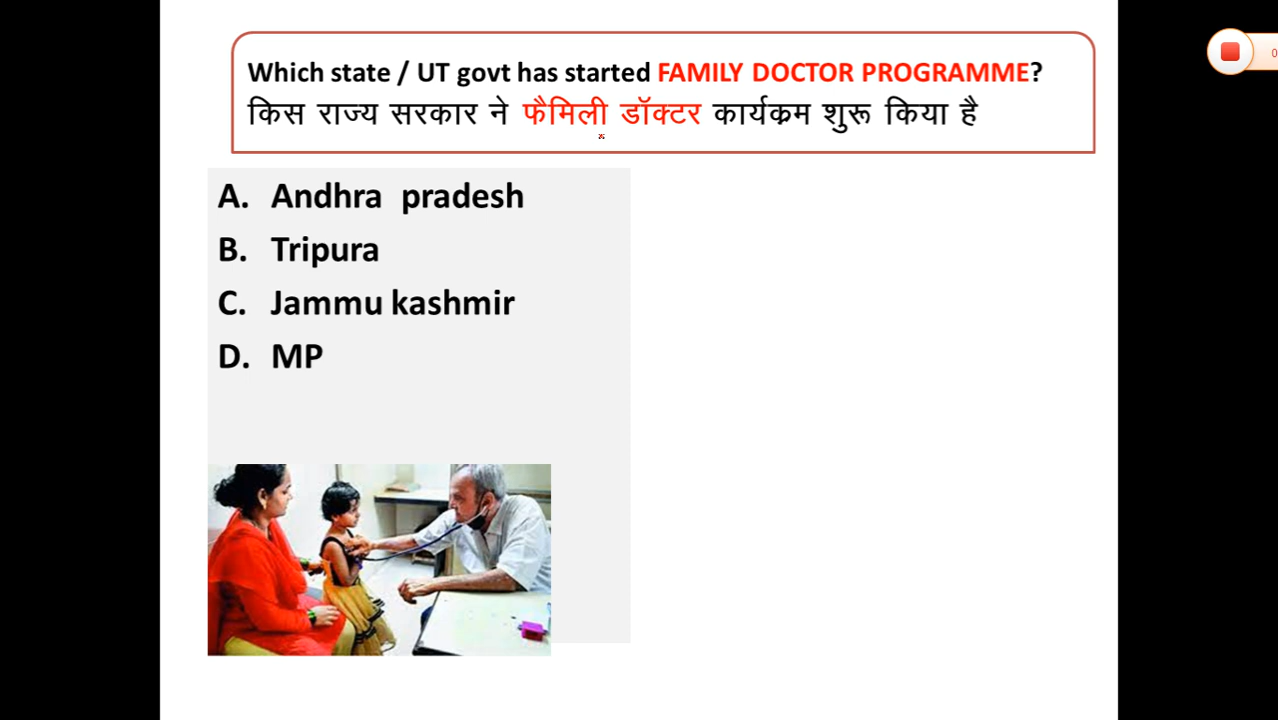 Which state / UT govt has started FAMILY DOCTOR PROGRAMME?
किस राज्य सरकार ने फैमिली डॉक्टर कार्यक्रम शुरू किया है
A. Andhra pradesh
B. Tripura
C. Jammu kashmir
D. MP
0